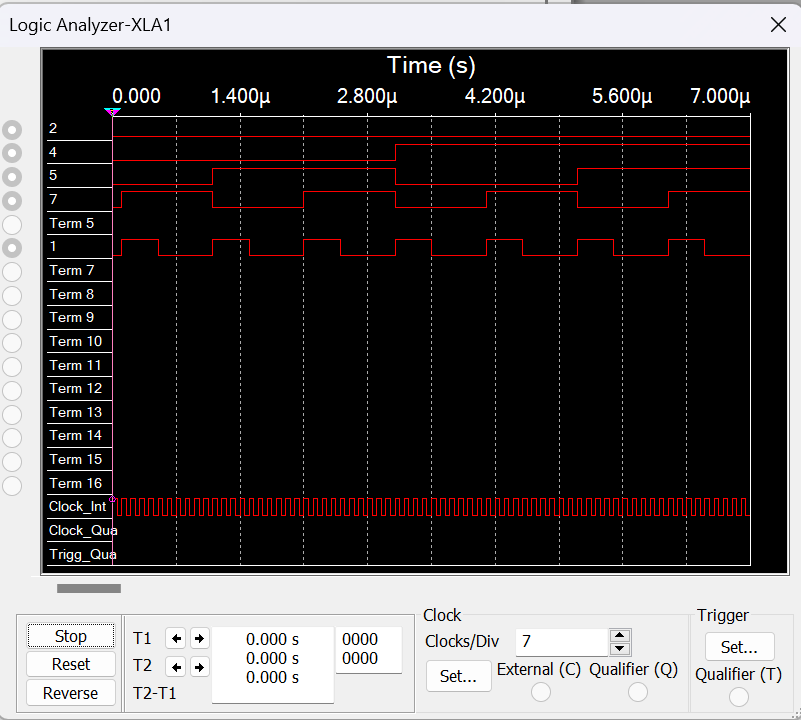 Logic Analyzer-XLA1
Time (s)
0.000 1.400µ 2.800µ 4.200µ 5.600µ 7.000µ
2
4
5
7
Term 5
1
Term 7
Term 8
Term 9
Term 10
Term 11
Term 12
Term 13
Term 14
Term 15
Term 16
Clock_Int
Clock_Qua
Trigg_Qua
Stop
Reset
Reverse
T1
T2
T2-T1
0.000 s
0.000 s
0.000 s
0000
0000
Clock
Clocks/Div 7
Set...
External (C) Qualifier (Q)
Trigger
Set...
Qualifier (T)